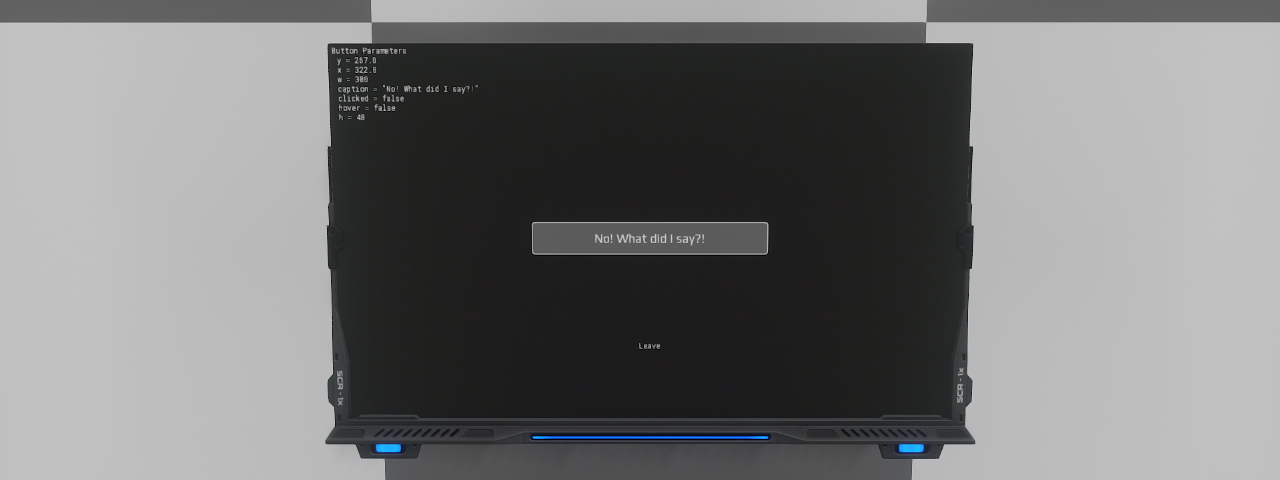 Button Parameters
y = 267.0
x = 322.0
w = 300
caption = "No! What did I say?!"
clicked = false
hover = false
h = 40
No! What did I say?!
Leave
SCR - 1x
SCR - 1x